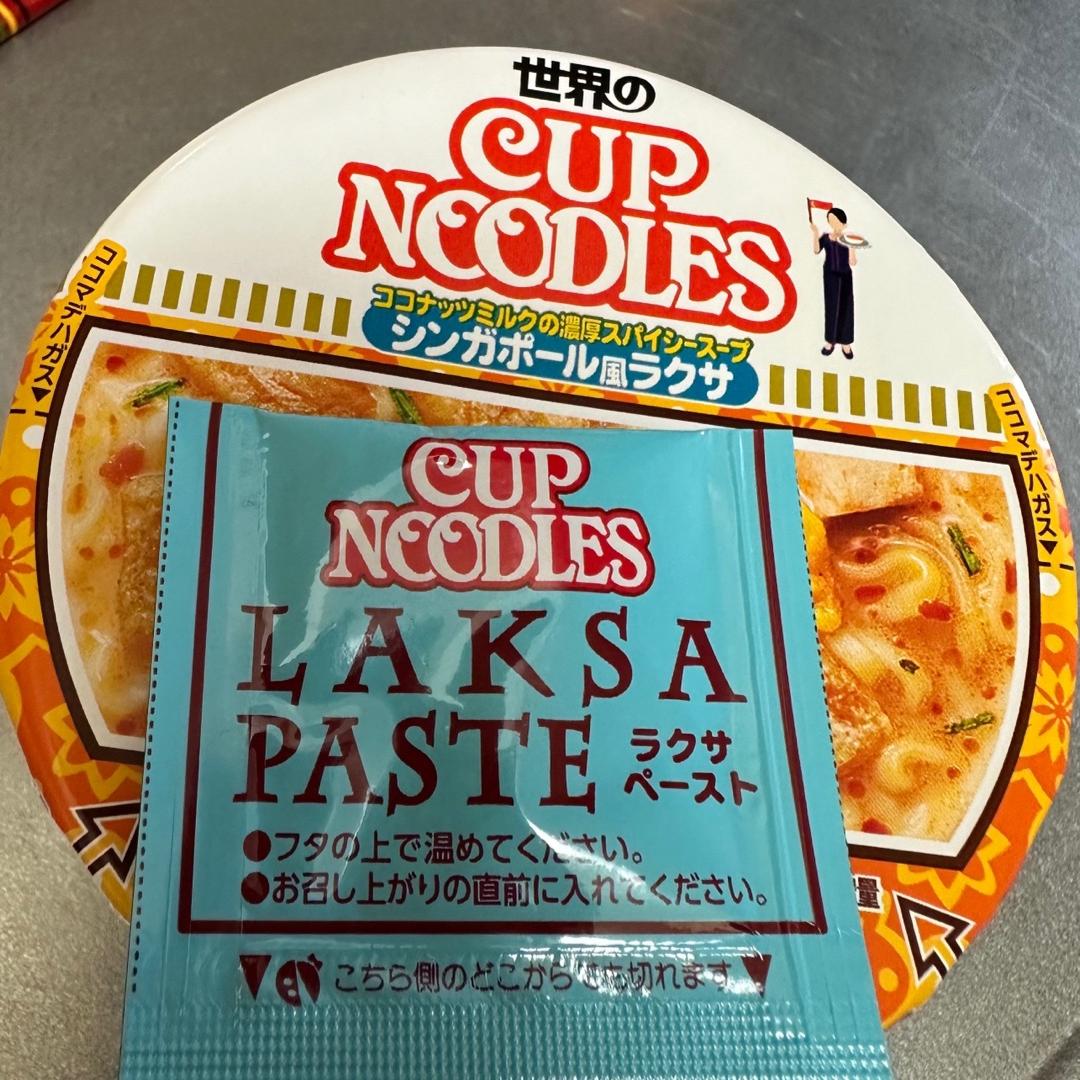 世界の
CUP
NOODLES
ココナッツミルクの濃厚スパイシースープ
シンガポール風ラクサ
ココマデハガス▼
ココマデハガス▼
CUP
NOODLES
LAKSA
PASTE
ラクサ
ペースト
●フタの上で温めてください。
●お召し上がりの直前に入れてください。
▼こちら側のどこからでも切れます▼
量